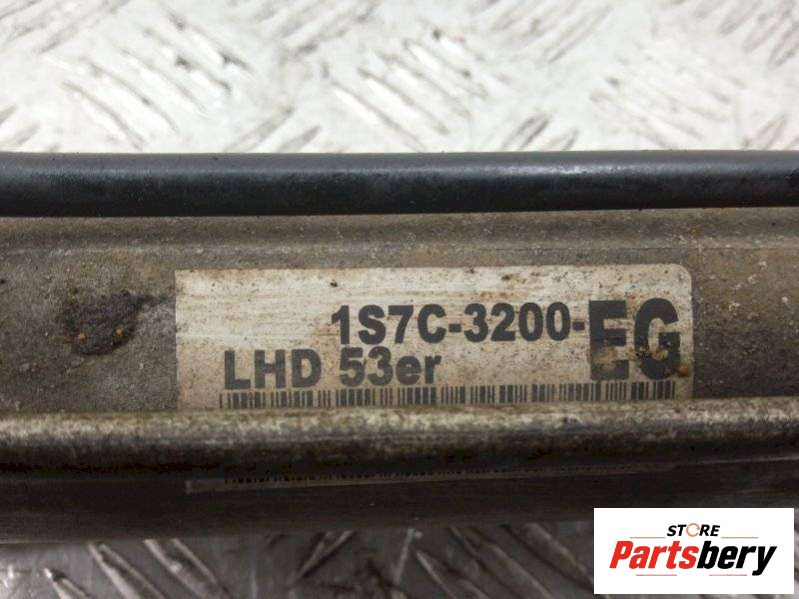 1S7C-3200-EG
LHD 53er
STORE
Partsbery